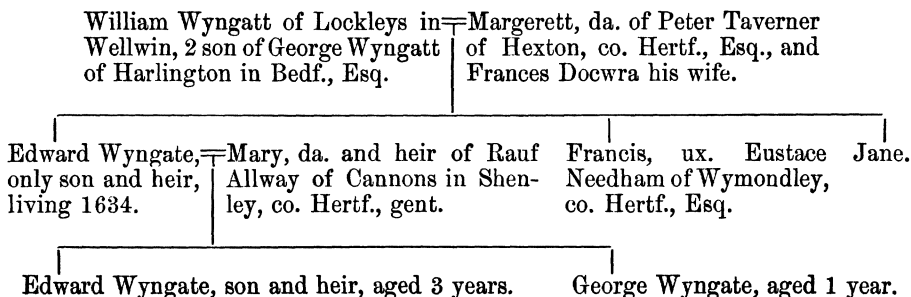 William Wyngatt of Lockleys in
Wellwin, 2 son of George Wyngatt
of Harlington in Bedf., Esq.
Margerett, da. of Peter Taverner
of Hexton, co. Hertf., Esq., and
Frances Docwra his wife.
Edward Wyngate,
only son and heir,
living 1634.
Mary, da. and heir of Rauf
Allway of Cannons in Shen-
ley, co. Hertf., gent.
Francis, ux. Eustace
Needham of Wymondley,
co. Hertf., Esq.
Jane.
Edward Wyngate, son and heir, aged 3 years.
George Wyngate, aged 1 year.